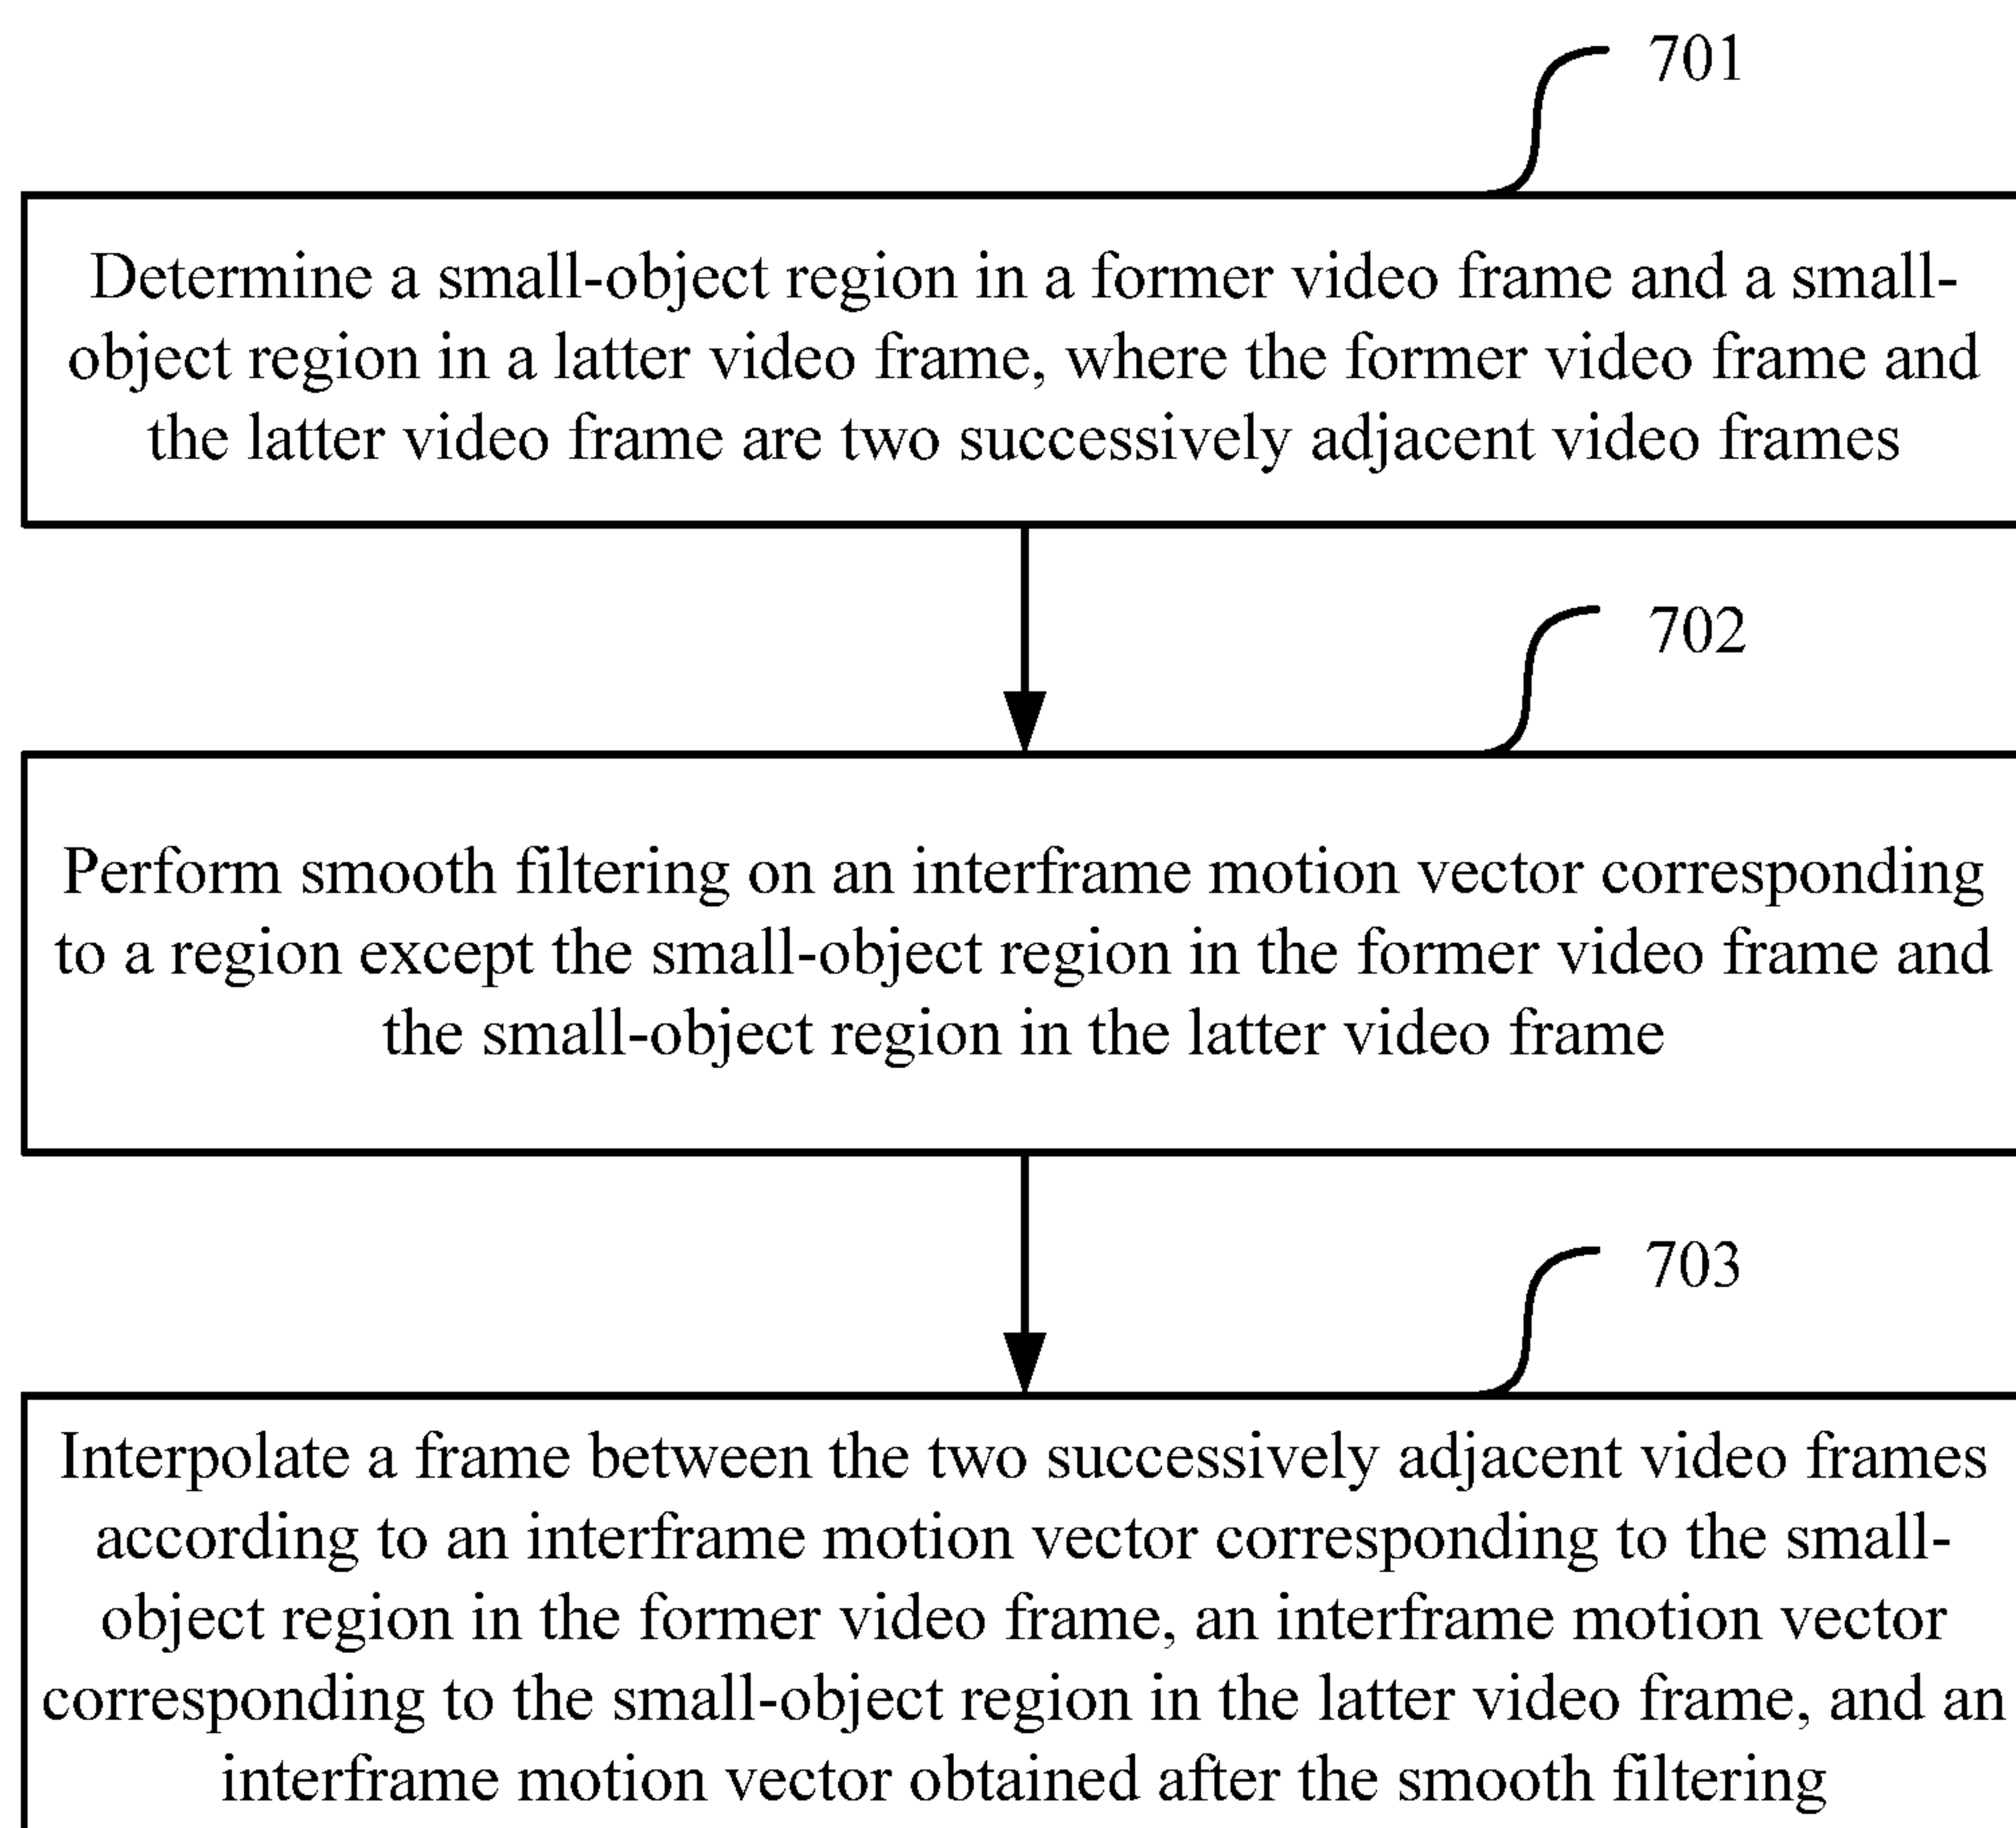 701
Determine a small-object region in a former video frame and a small-
object region in a latter video frame, where the former video frame and
the latter video frame are two successively adjacent video frames
702
Perform smooth filtering on an interframe motion vector corresponding
to a region except the small-object region in the former video frame and
the small-object region in the latter video frame
703
Interpolate a frame between the two successively adjacent video frames
according to an interframe motion vector corresponding to the small-
object region in the former video frame, an interframe motion vector
corresponding to the small-object region in the latter video frame, and an
interframe motion vector obtained after the smooth filtering